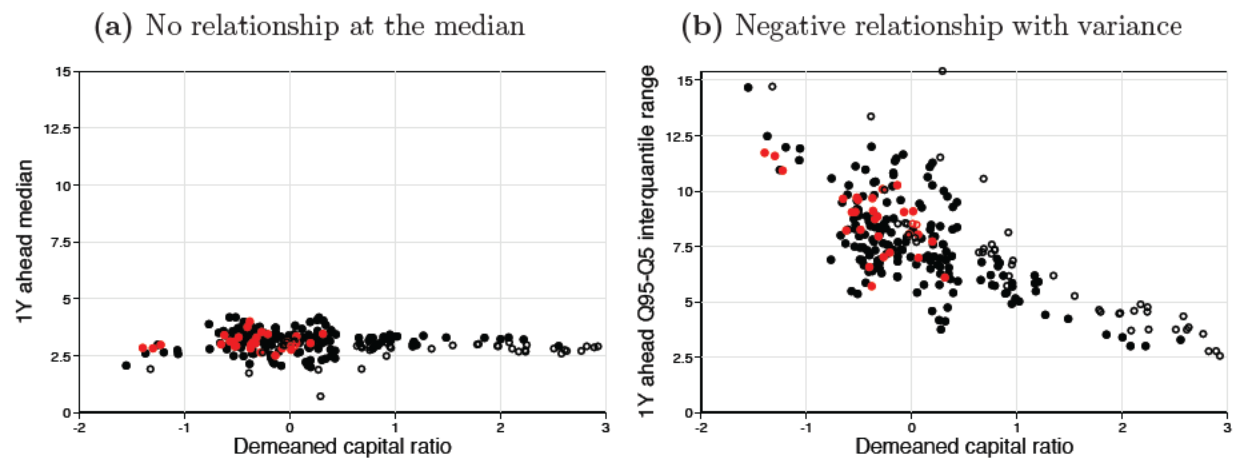 (a) No relationship at the median
15
12.5
10
7.5
5
2.5
0
1Y ahead median
-2 -1 0 1 2 3
Demeaned capital ratio
(b) Negative relationship with variance
15
12.5
10
7.5
5
2.5
0
1Y ahead Q95-Q5 interquantile range
-2 -1 0 1 2 3
Demeaned capital ratio